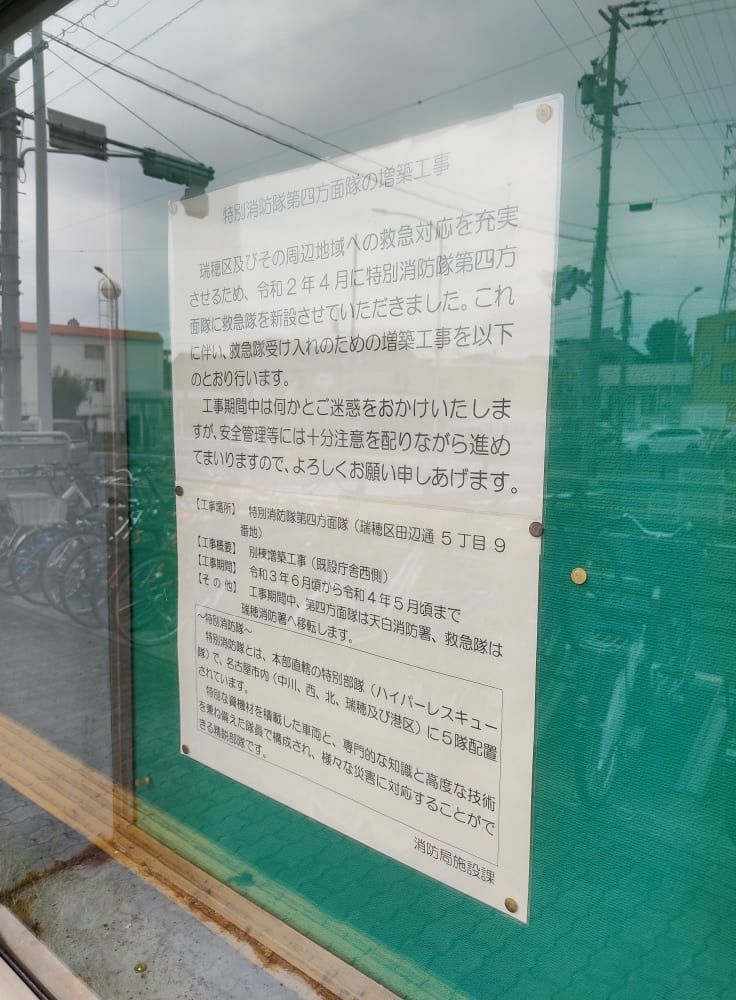 特別消防隊第四方面隊の増築工事
瑞穂区及びその周辺地域への救急対応を充実
させるため、令和２年４月に特別消防隊第四方
面隊に救急隊を新設させていただきました。これ
に伴い、救急隊受け入れのための増築工事を以下
のとおり行います。
工事期間中は何かとご迷惑をおかけいたしま
すが、安全管理等には十分注意を配りながら進め
てまいりますので、よろしくお願い申しあげます。
【工事場所】 特別消防隊第四方面隊（瑞穂区田辺通 ５丁目 ９
番地）
【工事概要】 別棟増築工事（既設庁舎西側）
【工事期間】 令和３年６月頃から令和４年５月頃まで
【そ の 他】 工事期間中、第四方面隊は天白消防署、救急隊は
瑞穂消防署へ移転します。
～特別消防隊～
特別消防隊とは、本部直轄の特別部隊（ハイパーレスキュー
隊）で、名古屋市内（中川、西、北、瑞穂及び港区）に５隊配置
されています。
特別な資機材を積載した車両と、専門的な知識と高度な技術
を兼ね備えた隊員で構成され、様々な災害に対応することがで
きる精鋭部隊です。
消防局施設課